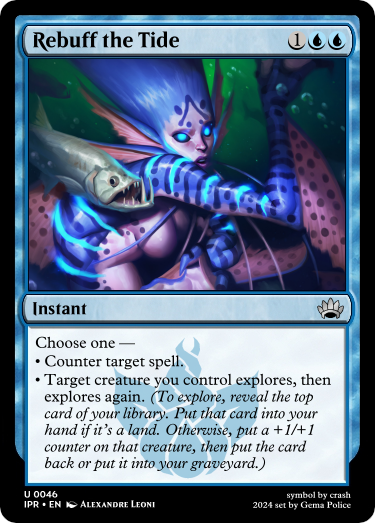 Rebuff the Tide 1
Instant
Choose one —
• Counter target spell.
• Target creature you control explores, then
explores again. (To explore, reveal the top
card of your library. Put that card into your
hand if it's a land. Otherwise, put a +1/+1
counter on that creature, then put the card
back or put it into your graveyard.)
U 0046 symbol by crash
IPR • EN Alexandre Leoni 2024 set by Gema Police